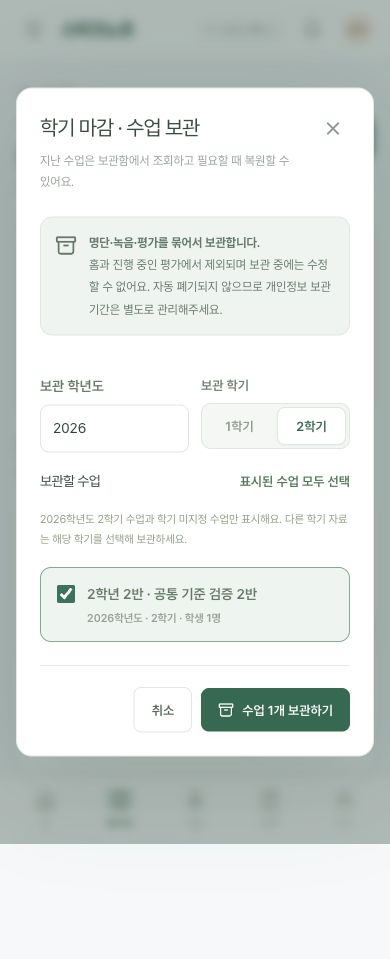 학기 마감 · 수업 보관
지난 수업은 보관함에서 조회하고 필요할 때 복원할 수
있어요.
명단·녹음·평가를 묶어서 보관합니다.
홈과 진행 중인 평가에서 제외되며 보관 중에는 수정
할 수 없어요. 자동 폐기되지 않으므로 개인정보 보관
기간은 별도로 관리해주세요.
보관 학년도
보관 학기
2026
1학기
2학기
보관할 수업
표시된 수업 모두 선택
2026학년도 2학기 수업과 학기 미지정 수업만 표시해요. 다른 학기 자료
는 해당 학기를 선택해 보관하세요.
2학년 2반 · 공통 기준 검증 2반
2026학년도 · 2학기 · 학생 1명
취소
수업 1개 보관하기